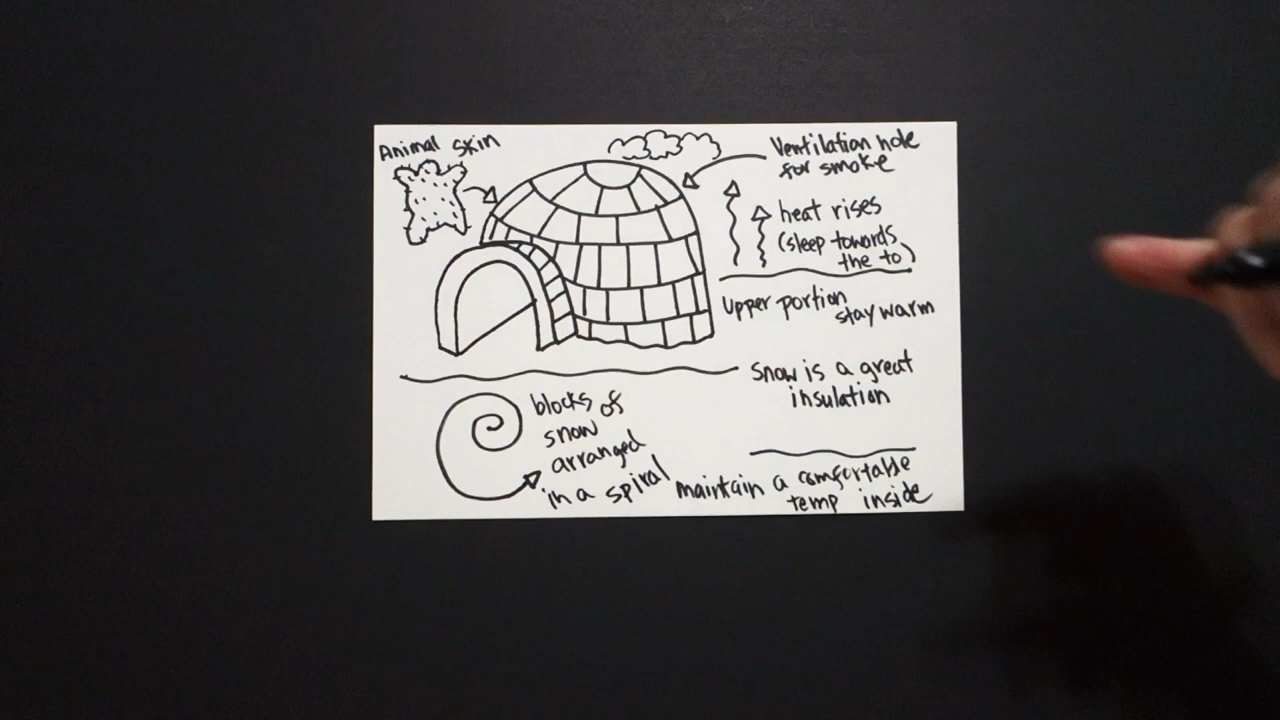 Animal skin
Ventilation hole
for smoke
heat rises
(sleep towards
the to)
Upper portion
stay warm
Snow is a great
insulation
blocks of
snow
arranged
in a spiral
maintain a comfortable
temp inside